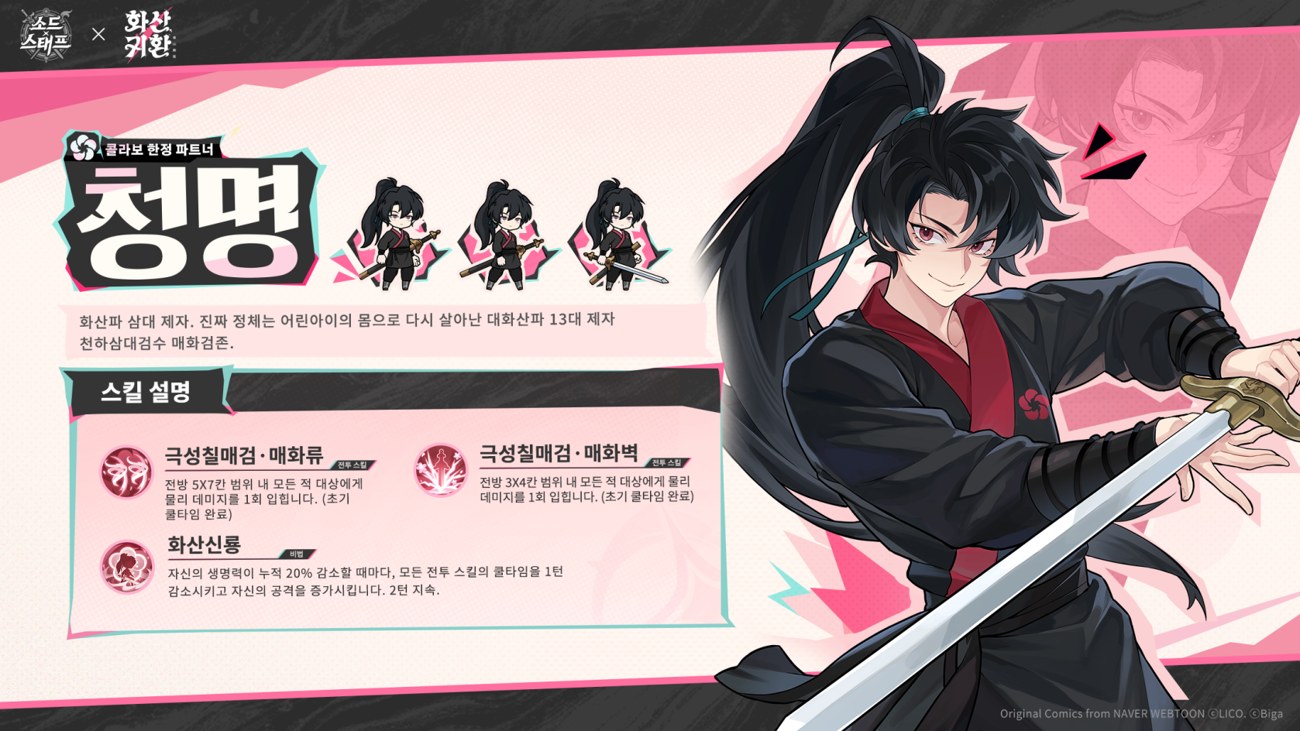 소드
스태프
×
화산
귀환
콜라보 한정 파트너
청명
화산파 삼대 제자. 진짜 정체는 어린아이의 몸으로 다시 살아난 대화산파 13대 제자
천하삼대검수 매화검존.
스킬 설명
극성칠매검·매화류
전투 스킬
전방 5X7칸 범위 내 모든 적 대상에게
물리 데미지를 1회 입힙니다. (초기
쿨타임 완료)
극성칠매검·매화벽
전투 스킬
전방 3X4칸 범위 내 모든 적 대상에게 물리
데미지를 1회 입힙니다. (초기 쿨타임 완료)
화산신룡
비범
자신의 생명력이 누적 20% 감소할 때마다, 모든 전투 스킬의 쿨타임을 1턴
감소시키고 자신의 공격을 증가시킵니다. 2턴 지속.
Original Comics from NAVER WEBTOON ⓒLICO. ⓒBiga